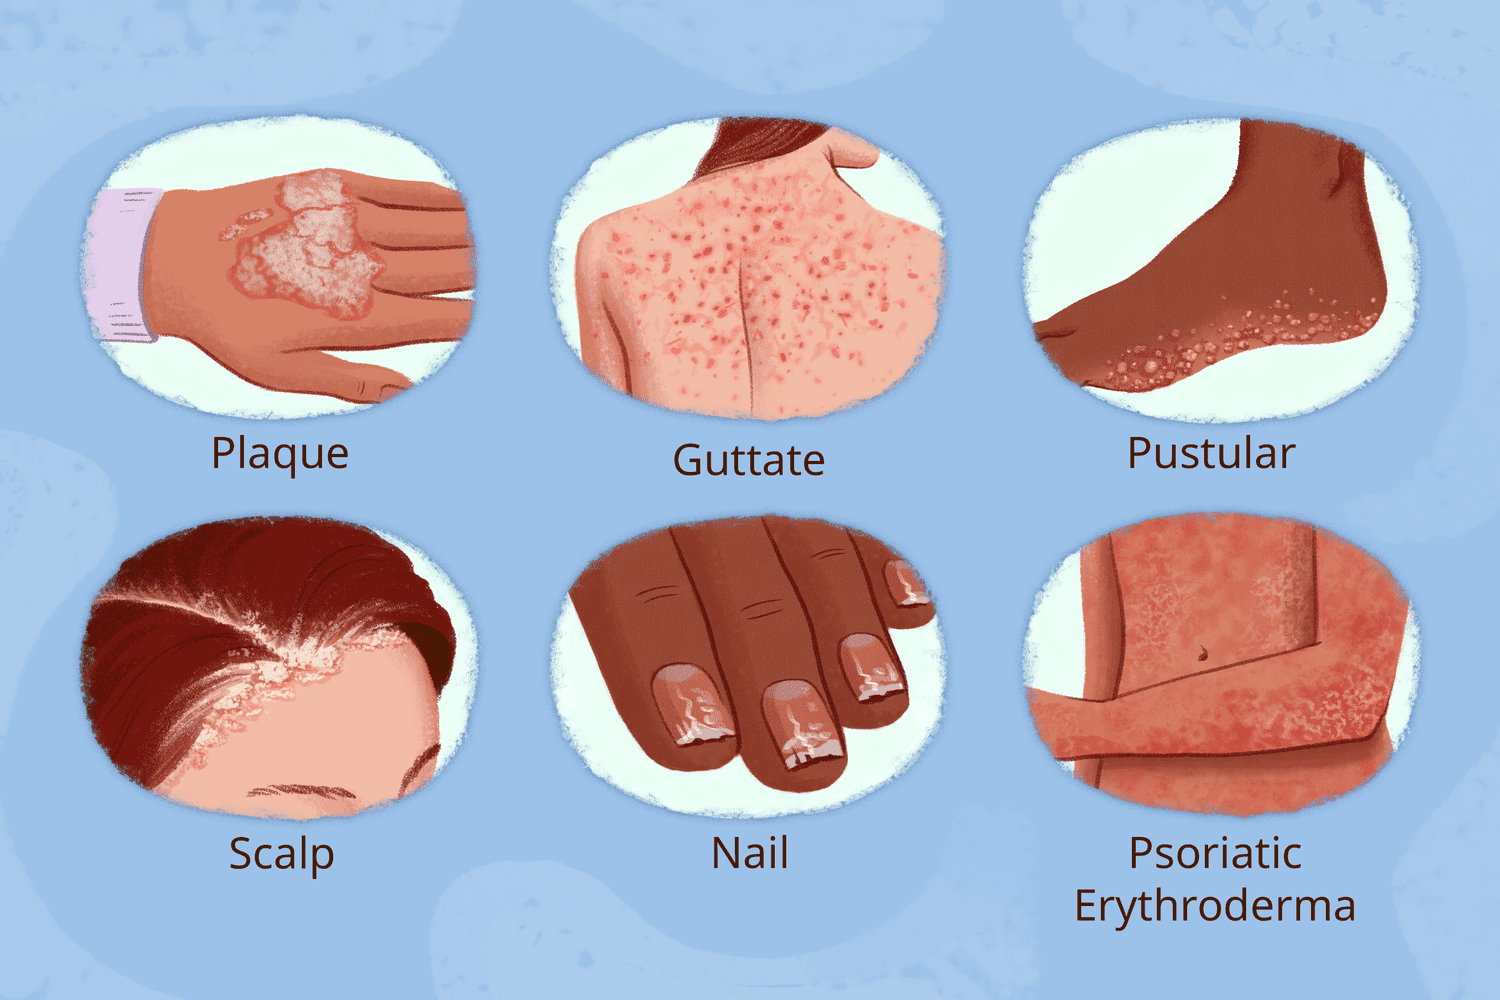 Plaque
Guttate
Pustular
Scalp
Nail
Psoriatic
Erythroderma